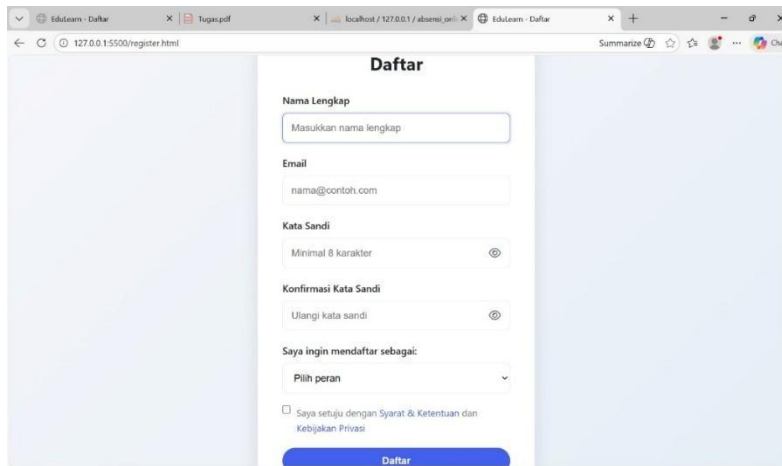 EduLearn - Daftar
Tugas.pdf
localhost / 127.0.0.1 / absensi_onli
EduLearn - Daftar
127.0.0.1:5500/register.html
Summarize
Daftar
Nama Lengkap
Masukkan nama lengkap
Email
nama@contoh.com
Kata Sandi
Minimal 8 karakter
Konfirmasi Kata Sandi
Ulangi kata sandi
Saya ingin mendaftar sebagai:
Pilih peran
Saya setuju dengan Syarat & Ketentuan dan
Kebijakan Privasi
Daftar